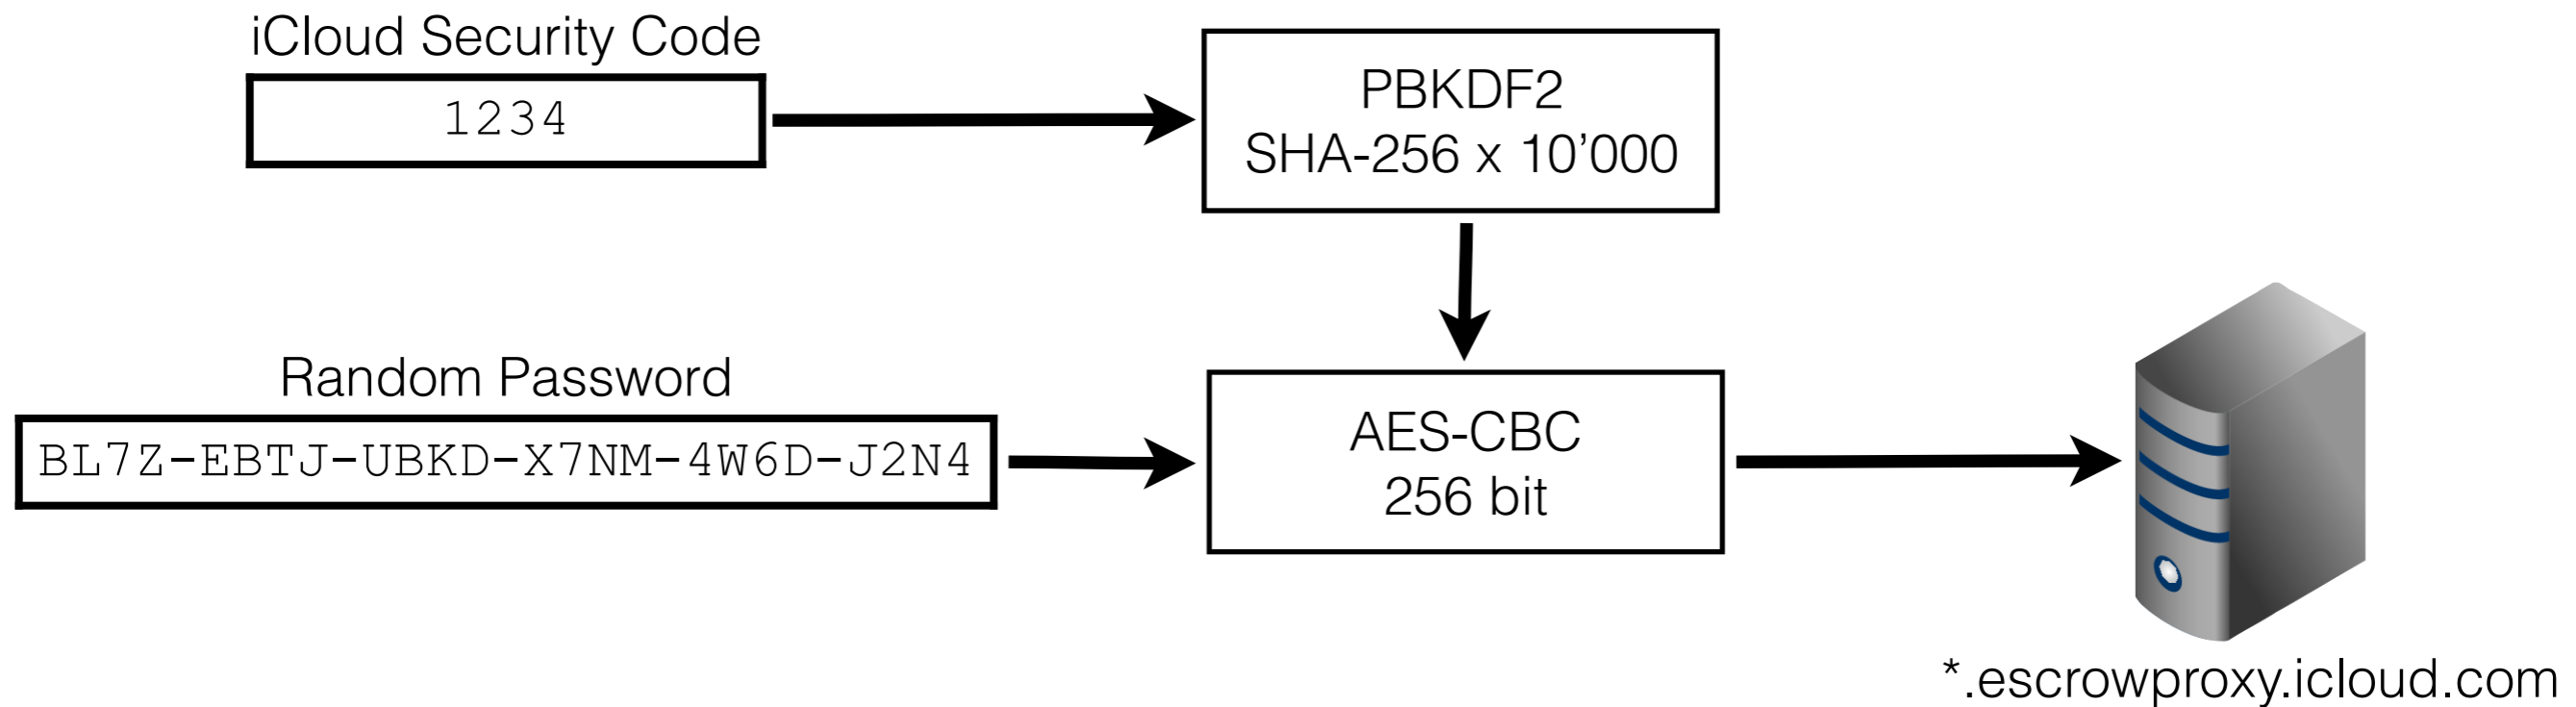 iCloud Security Code
1234
PBKDF2
SHA-256 x 10’000
Random Password
BL7Z-EBTJ-UBKD-X7NM-4W6D-J2N4
AES-CBC
256 bit
*.escrowproxy.icloud.com